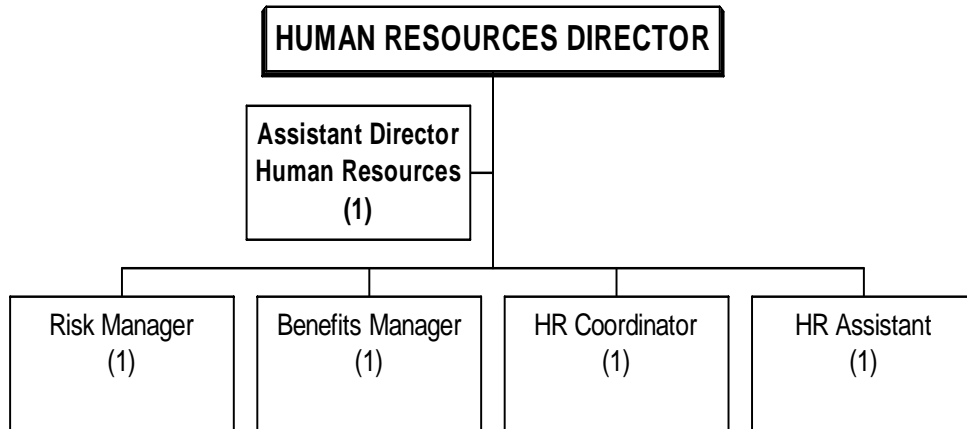 HUMAN RESOURCES DIRECTOR
Assistant Director
Human Resources
(1)
Risk Manager
(1)
Benefits Manager
(1)
HR Coordinator
(1)
HR Assistant
(1)